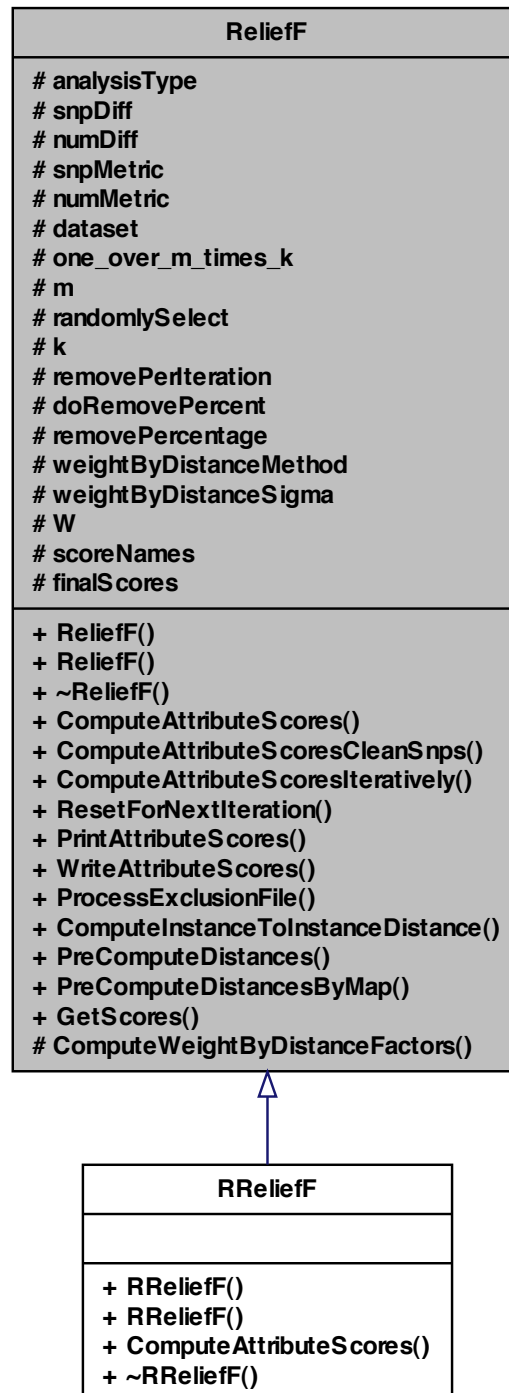 ReliefF
# analysisType
# snpDiff
# numDiff
# snpMetric
# numMetric
# dataset
# one_over_m_times_k
# m
# randomlySelect
# k
# removePerIteration
# doRemovePercent
# removePercentage
# weightByDistanceMethod
# weightByDistanceSigma
# W
# scoreNames
# finalScores
+ ReliefF()
+ ReliefF()
+ ~ReliefF()
+ ComputeAttributeScores()
+ ComputeAttributeScoresCleanSnps()
+ ComputeAttributeScoresIteratively()
+ ResetForNextIteration()
+ PrintAttributeScores()
+ WriteAttributeScores()
+ ProcessExclusionFile()
+ ComputeInstanceToInstanceDistance()
+ PreComputeDistances()
+ PreComputeDistancesByMap()
+ GetScores()
# ComputeWeightByDistanceFactors()
RReliefF
+ RReliefF()
+ RReliefF()
+ ComputeAttributeScores()
+ ~RReliefF()